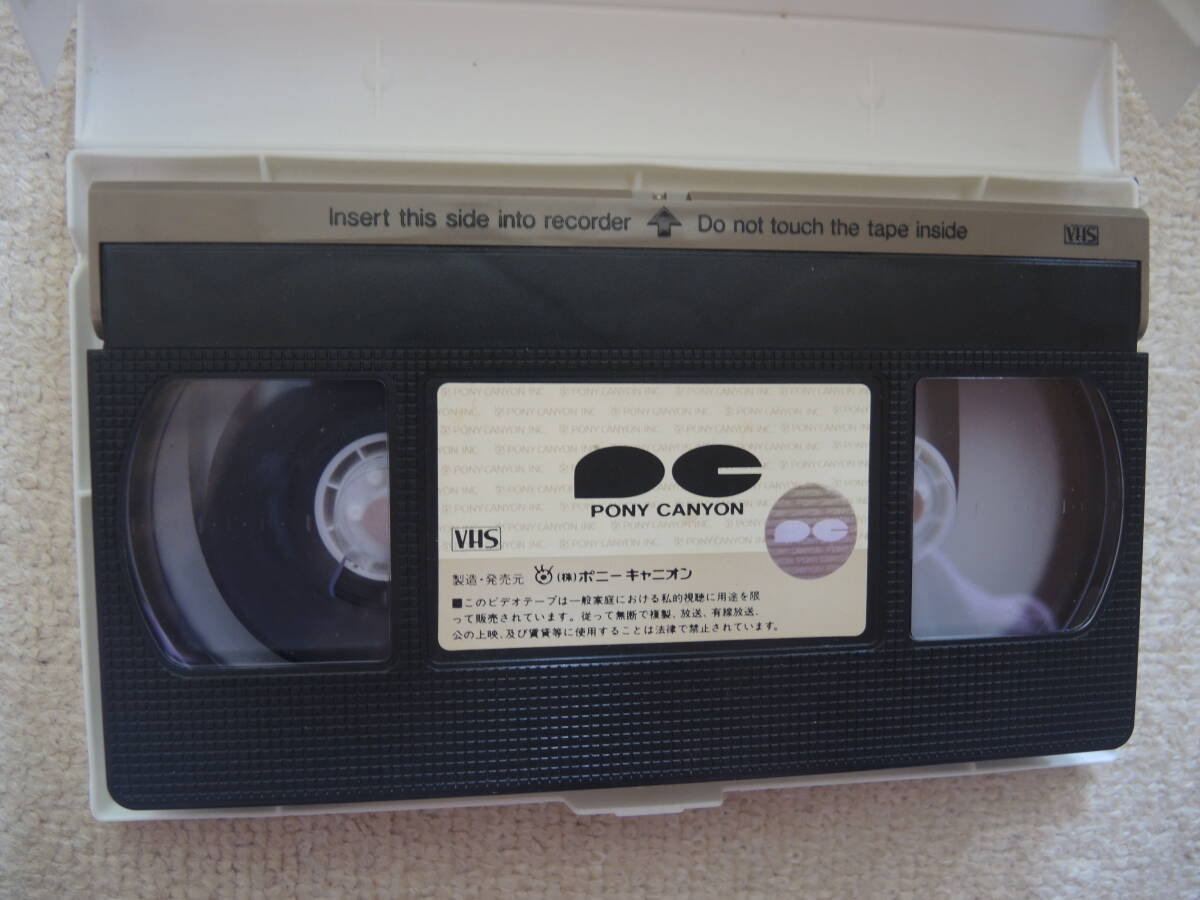 Insert this side into recorder Do not touch the tape inside VHS
PONY CANYON
VHS
製造・発売元 (株)ポニーキャニオン
■このビデオテープは一般家庭における私的視聴に用途を限
って販売されています。従って無断で複製、放送、有線放送、
公の上映、及び賃貸等に使用することは法律で禁止されています。
PONY CANYON INC.